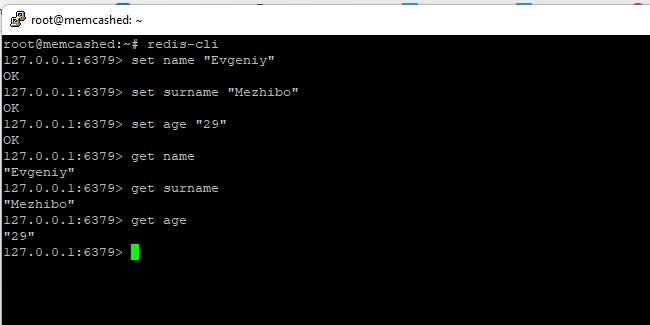 root@memcashed: ~
root@memcashed:~# redis-cli
127.0.0.1:6379> set name "Evgeniy"
OK
127.0.0.1:6379> set surname "Mezhibo"
OK
127.0.0.1:6379> set age "29"
OK
127.0.0.1:6379> get name
"Evgeniy"
127.0.0.1:6379> get surname
"Mezhibo"
127.0.0.1:6379> get age
"29"
127.0.0.1:6379>